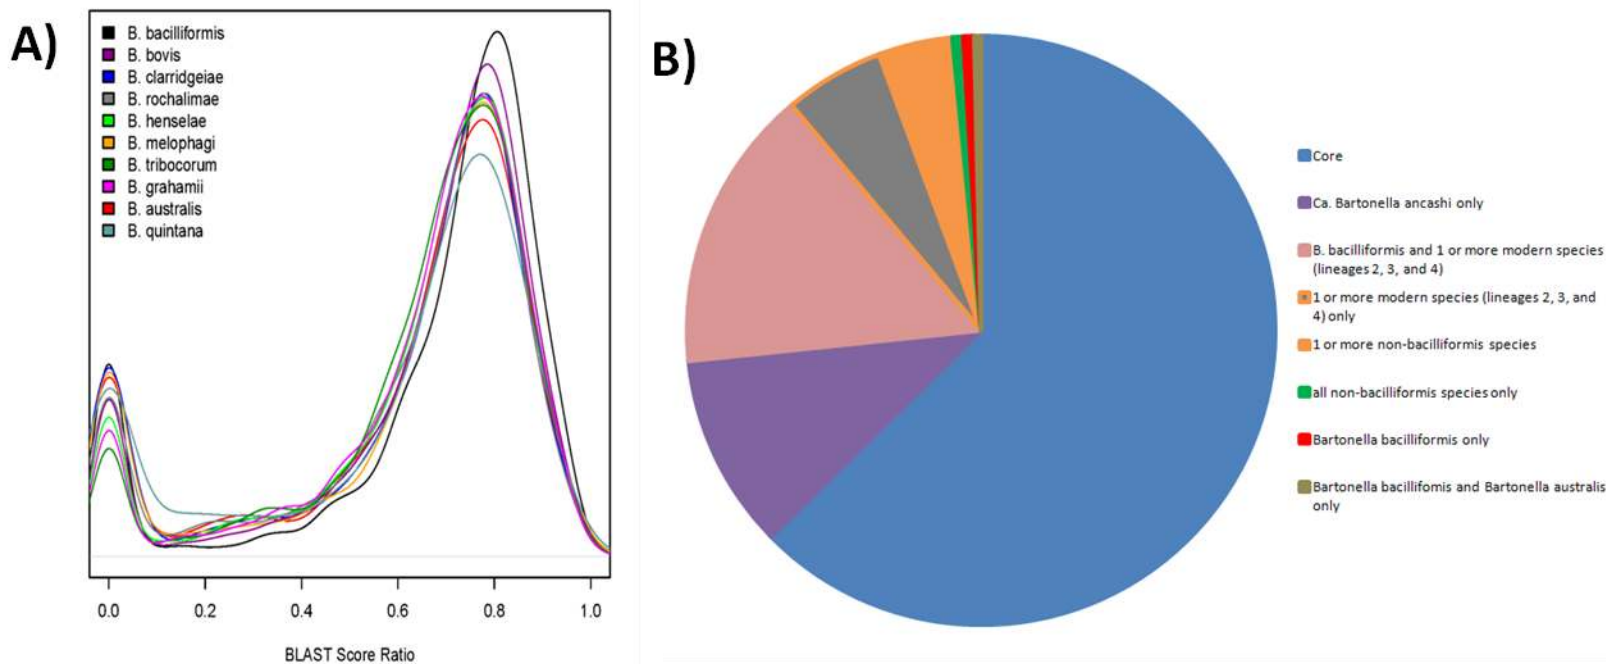 A)
B. bacilliformis
B. bovis
B. clarridgeiae
B. rochalimae
B. henselae
B. melophagi
B. tribocorum
B. grahamii
B. australis
B. quintana
0.0 0.2 0.4 0.6 0.8 1.0
BLAST Score Ratio
B)
Core
Ca. Bartonella ancashi only
B. bacilliformis and 1 or more modern species
(lineages 2, 3, and 4)
1 or more modern species (lineages 2, 3, and
4) only
1 or more non-bacilliformis species
all non-bacilliformis species only
Bartonella bacilliformis only
Bartonella bacillifomis and Bartonella australis
only